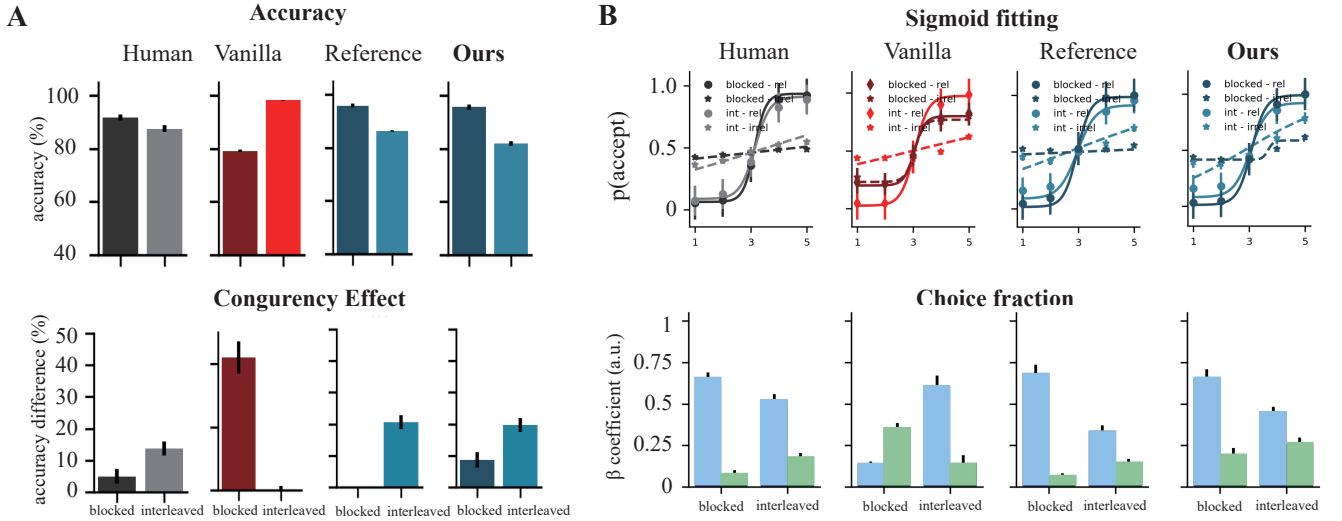 A
Accuracy
Human
Vanilla
Reference
Ours
accuracy (%)
100
80
60
40
Congurency Effect
accuracy difference (%)
50
40
30
20
10
0
blocked
interleaved
blocked
interleaved
blocked
interleaved
blocked
interleaved
B
Sigmoid fitting
Human
Vanilla
Reference
Ours
p(accept)
1.0
0.5
0
blocked - rel
blocked - irrel
int - rel
int - irrel
1
3
5
blocked - rel
blocked - irrel
int - rel
int - irrel
1
3
5
blocked - rel
blocked - irrel
int - rel
int - irrel
1
3
5
blocked - rel
blocked - irrel
int - rel
int - irrel
1
3
5
Choice fraction
β coefficient (a.u.)
1
0.75
0.5
0.25
0
blocked
interleaved
blocked
interleaved
blocked
interleaved
blocked
interleaved